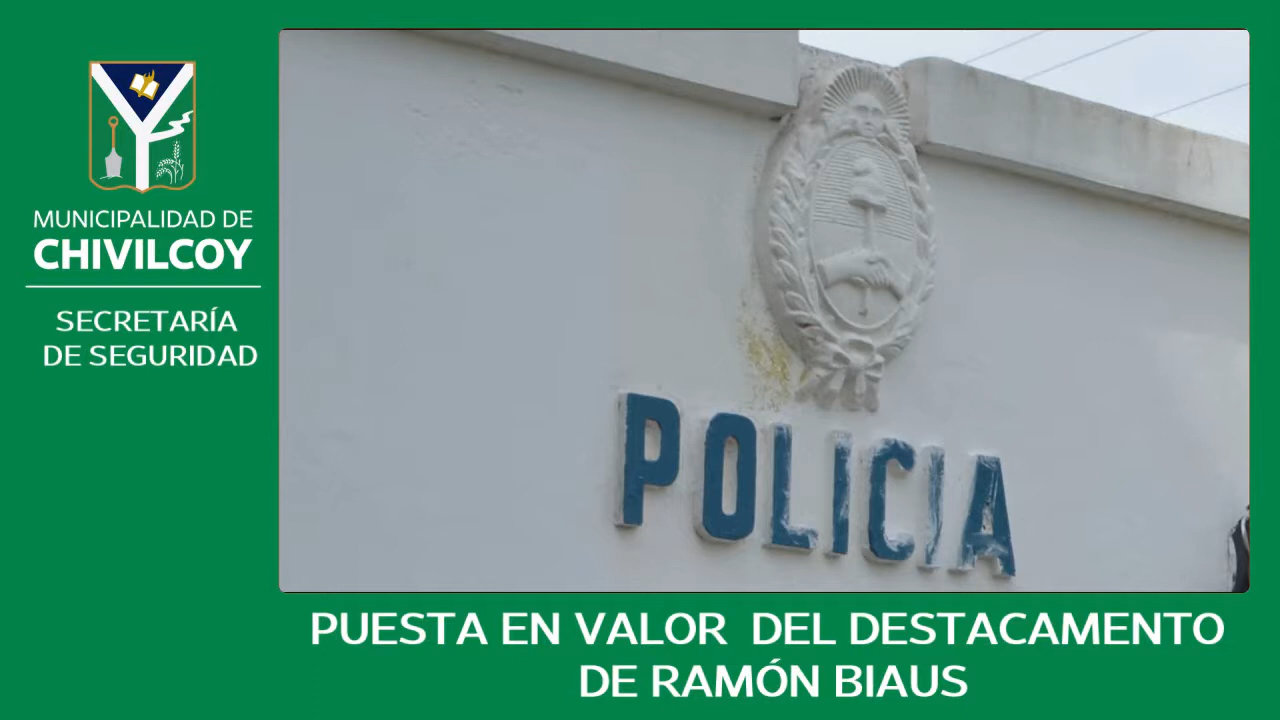 MUNICIPALIDAD DE
CHIVILCOY
SECRETARÍA
DE SEGURIDAD
POLICIA
PUESTA EN VALOR DEL DESTACAMENTO
DE RAMÓN BIAUS